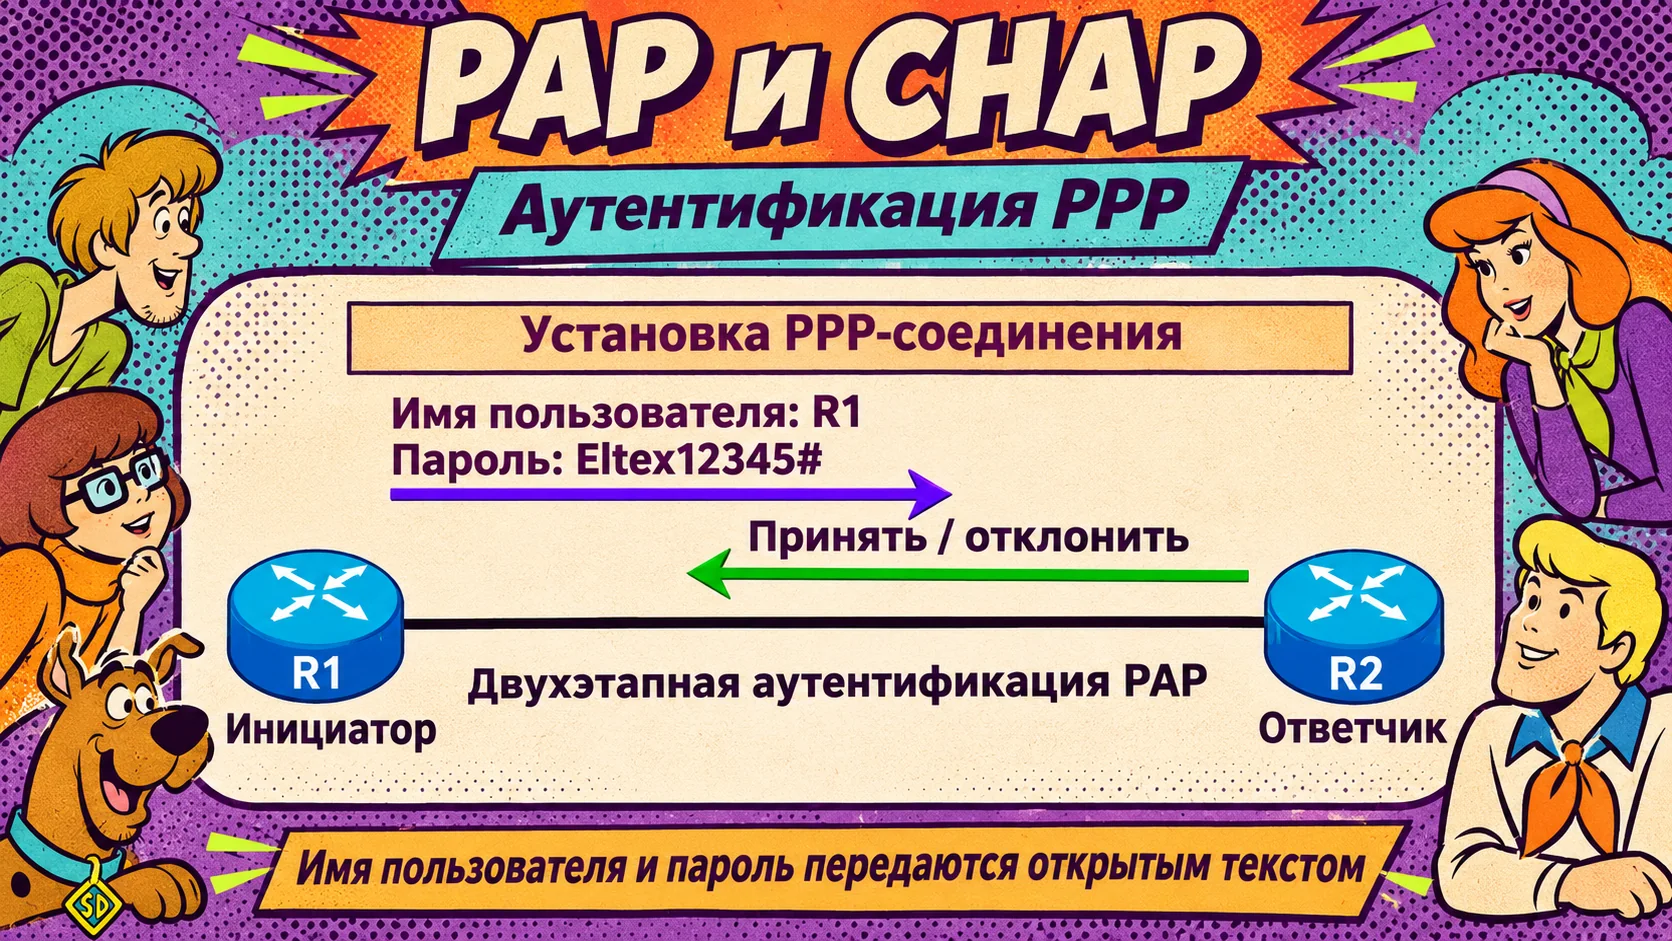 PAP и CHAP
Аутентификация PPP
Установка PPP-соединения
Имя пользователя: R1
Пароль: Eltex12345#
Принять / отклонить
R1
R2
Двухэтапная аутентификация PAP
Инициатор
Ответчик
Имя пользователя и пароль передаются открытым текстом
SD